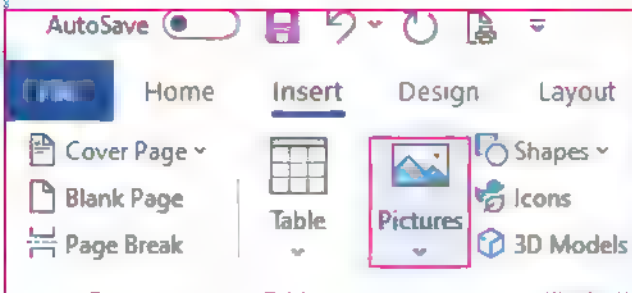 AutoSave
Home Insert Design Layout
Cover Page
Blank Page
Page Break
Table
Pictures
Shapes
Icons
3D Models